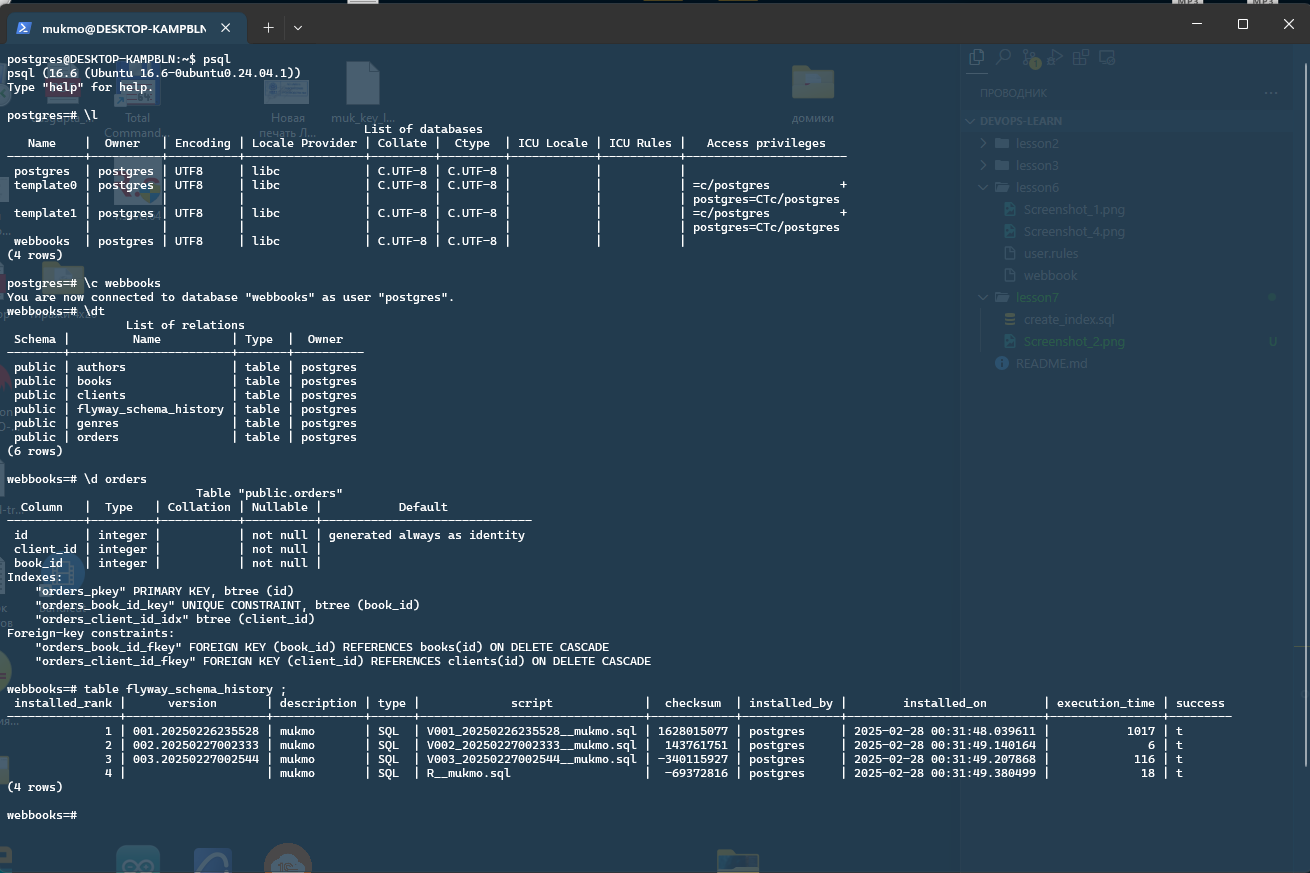 mukmo@DESKTOP-KAMPBLN
postgres@DESKTOP-KAMPBLN:~$ psql
psql (16.6 (Ubuntu 16.6-0ubuntu0.24.04.1))
Type "help" for help.
postgres=# \l
List of databases
Name | Owner | Encoding | Locale Provider | Collate | Ctype | ICU Locale | ICU Rules | Access privileges
postgres | postgres | UTF8 | libc | C.UTF-8 | C.UTF-8 | | |
template0 | postgres | UTF8 | libc | C.UTF-8 | C.UTF-8 | | | =c/postgres +
| | | | | | | | postgres=CTc/postgres
template1 | postgres | UTF8 | libc | C.UTF-8 | C.UTF-8 | | | =c/postgres +
| | | | | | | | postgres=CTc/postgres
webbooks | postgres | UTF8 | libc | C.UTF-8 | C.UTF-8 | | |
(4 rows)
postgres=# \c webbooks
You are now connected to database "webbooks" as user "postgres".
webbooks=# \dt
List of relations
Schema | Name | Type | Owner
public | authors | table | postgres
public | books | table | postgres
public | clients | table | postgres
public | flyway_schema_history | table | postgres
public | genres | table | postgres
public | orders | table | postgres
(6 rows)
webbooks=# \d orders
Table "public.orders"
Column | Type | Collation | Nullable | Default
id | integer | | not null | generated always as identity
client_id | integer | | not null |
book_id | integer | | not null |
Indexes:
"orders_pkey" PRIMARY KEY, btree (id)
"orders_book_id_key" UNIQUE CONSTRAINT, btree (book_id)
"orders_client_id_idx" btree (client_id)
Foreign-key constraints:
"orders_book_id_fkey" FOREIGN KEY (book_id) REFERENCES books(id) ON DELETE CASCADE
"orders_client_id_fkey" FOREIGN KEY (client_id) REFERENCES clients(id) ON DELETE CASCADE
webbooks=# table flyway_schema_history ;
installed_rank | version | description | type | script | checksum | installed_by | installed_on | execution_time | success
1 | 001.20250226235528 | mukmo | SQL | V001_20250226235528__mukmo.sql | 1628015077 | postgres | 2025-02-28 00:31:48.039611 | 1017 | t
2 | 002.20250227002333 | mukmo | SQL | V002_20250227002333__mukmo.sql | 143761751 | postgres | 2025-02-28 00:31:49.140164 | 6 | t
3 | 003.20250227002544 | mukmo | SQL | V003_20250227002544__mukmo.sql | -340115927 | postgres | 2025-02-28 00:31:49.207868 | 116 | t
4 | | mukmo | SQL | R__mukmo.sql | -69372816 | postgres | 2025-02-28 00:31:49.380499 | 18 | t
(4 rows)
webbooks=#
Total
Command...
Новая
печать Л...
muk_key_l...
домики
ПРОВОДНИК
DEVOPS-LEARN
lesson2
lesson3
lesson6
Screenshot_1.png
Screenshot_4.png
user.rules
webbook
lesson7
create_index.sql
Screenshot_2.png U
README.md